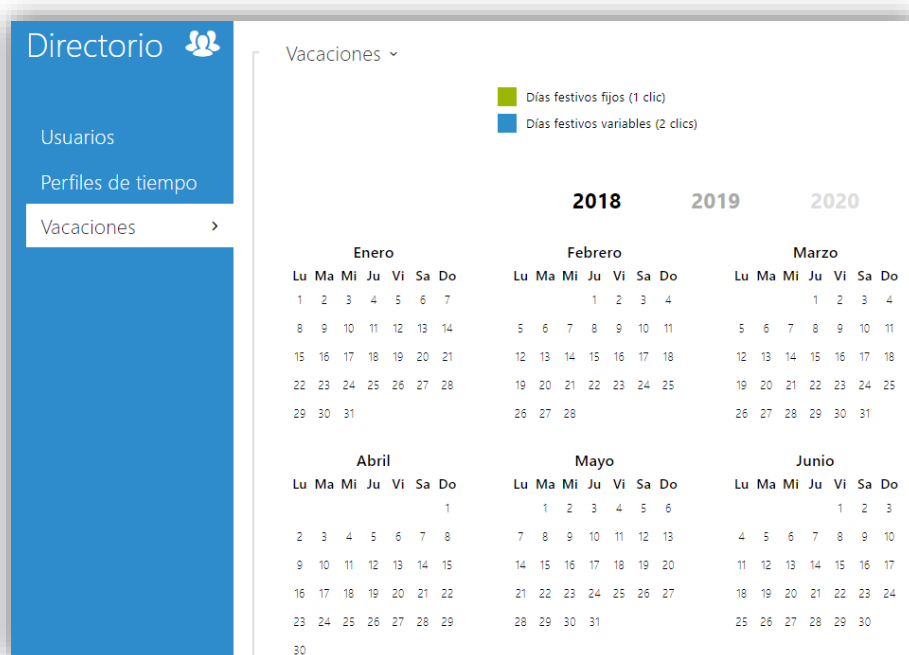 Directorio
Usuarios
Perfiles de tiempo
Vacaciones
Vacaciones
Días festivos fijos (1 clic)
Días festivos variables (2 clics)
2018 2019 2020
Enero Febrero Marzo
Lu Ma Mi Ju Vi Sa Do Lu Ma Mi Ju Vi Sa Do Lu Ma Mi Ju Vi Sa Do
1 2 3 4 5 6 7 1 2 3 4 1 2 3 4
8 9 10 11 12 13 14 5 6 7 8 9 10 11 5 6 7 8 9 10 11
15 16 17 18 19 20 21 12 13 14 15 16 17 18 12 13 14 15 16 17 18
22 23 24 25 26 27 28 19 20 21 22 23 24 25 19 20 21 22 23 24 25
29 30 31 26 27 28 26 27 28 29 30 31
Abril Mayo Junio
Lu Ma Mi Ju Vi Sa Do Lu Ma Mi Ju Vi Sa Do Lu Ma Mi Ju Vi Sa Do
1 1 2 3 4 5 6 1 2 3
2 3 4 5 6 7 8 7 8 9 10 11 12 13 4 5 6 7 8 9 10
9 10 11 12 13 14 15 14 15 16 17 18 19 20 11 12 13 14 15 16 17
16 17 18 19 20 21 22 21 22 23 24 25 26 27 18 19 20 21 22 23 24
23 24 25 26 27 28 29 28 29 30 31 25 26 27 28 29 30
30